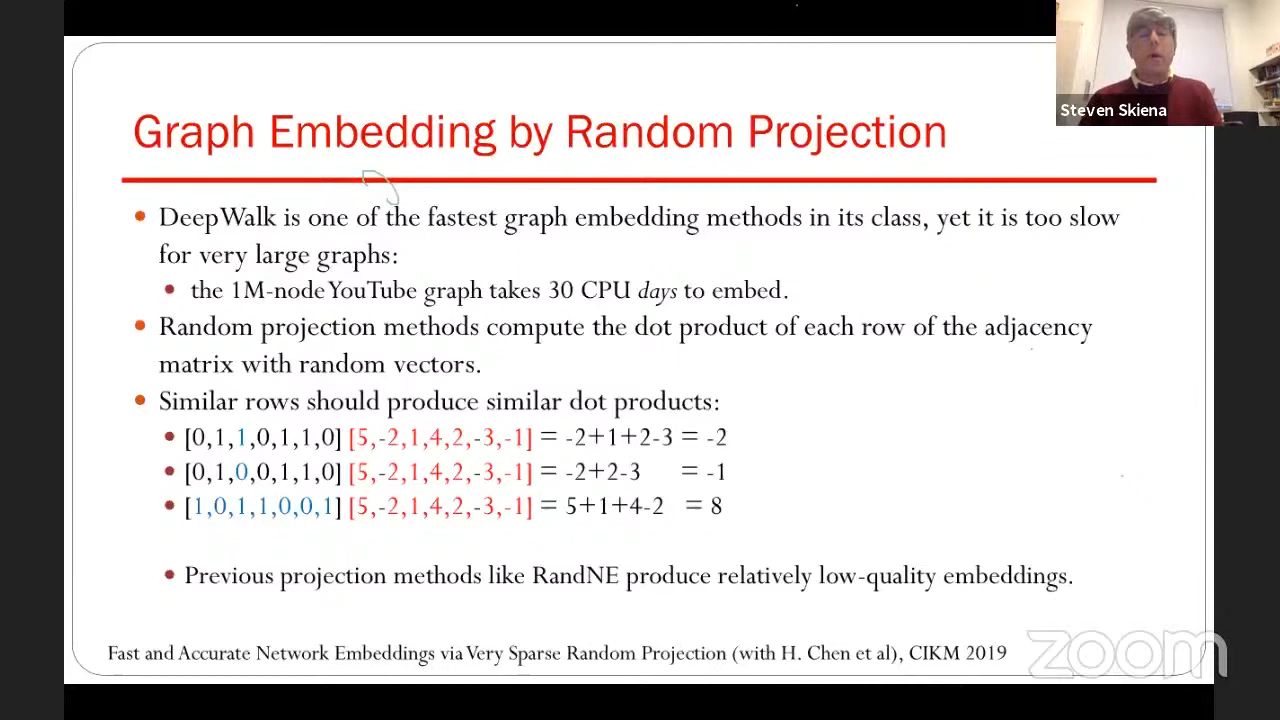 Steven Skiena
Graph Embedding by Random Projection
• DeepWalk is one of the fastest graph embedding methods in its class, yet it is too slow
for very large graphs:
• the 1M-node YouTube graph takes 30 CPU days to embed.
• Random projection methods compute the dot product of each row of the adjacency
matrix with random vectors.
• Similar rows should produce similar dot products:
• [0,1,1,0,1,1,0] [5,-2,1,4,2,-3,-1] = -2+1+2-3 = -2
• [0,1,0,0,1,1,0] [5,-2,1,4,2,-3,-1] = -2+2-3 = -1
• [1,0,1,1,0,0,1] [5,-2,1,4,2,-3,-1] = 5+1+4-2 = 8
• Previous projection methods like RandNE produce relatively low-quality embeddings.
Fast and Accurate Network Embeddings via Very Sparse Random Projection (with H. Chen et al), CIKM 2019
zoom